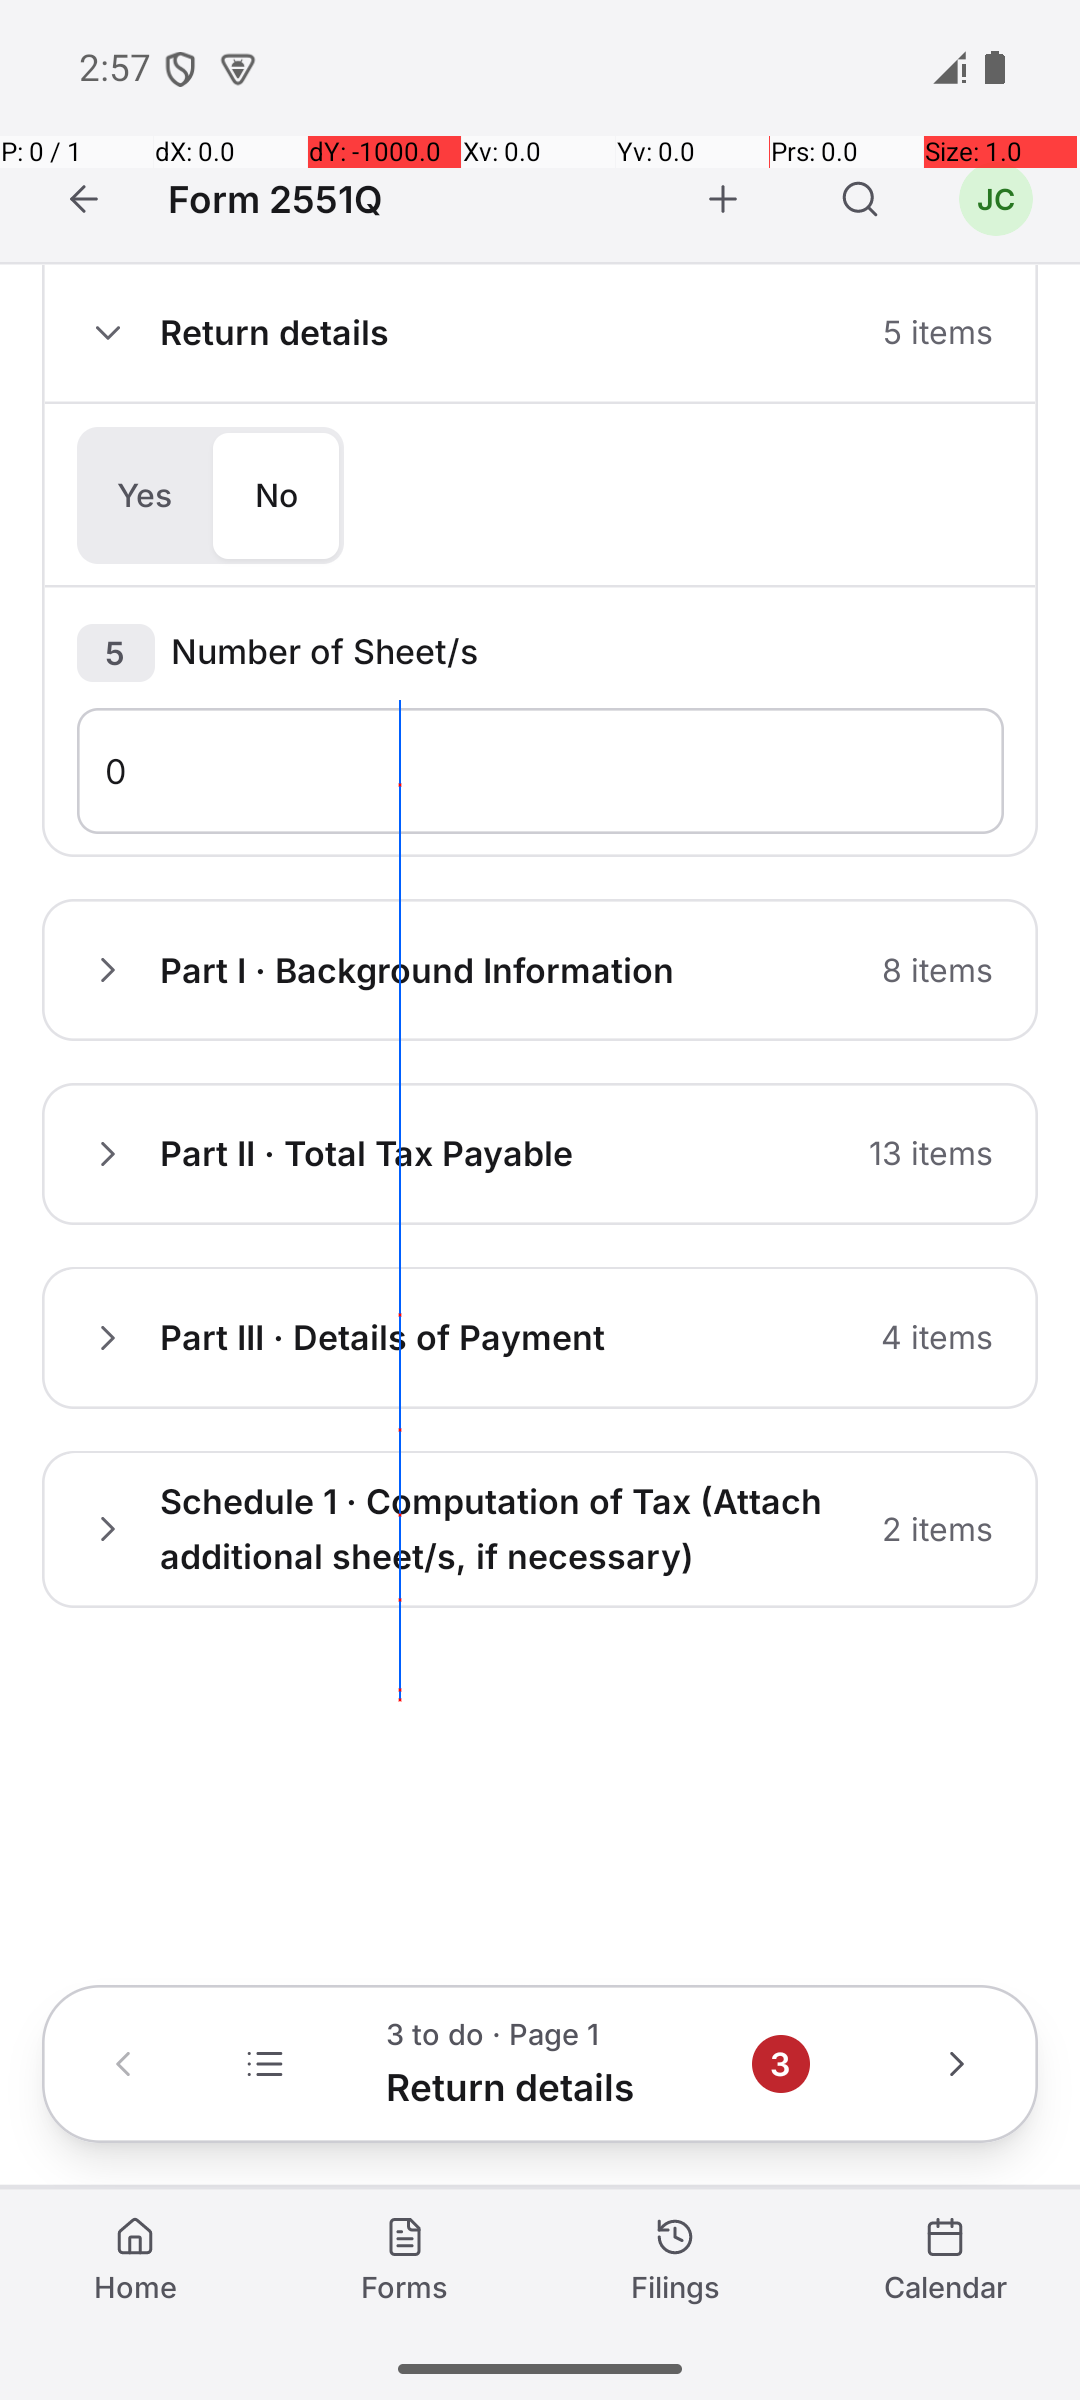 2:57
P: 0 / 1 dX: 0.0 dY: -1000.0 Xv: 0.0 Yv: 0.0 Prs: 0.0 Size: 1.0
Form 2551Q JC
Return details 5 items
Yes No
5 Number of Sheet/s
0
Part I · Background Information 8 items
Part II · Total Tax Payable 13 items
Part III · Details of Payment 4 items
Schedule 1 · Computation of Tax (Attach
additional sheet/s, if necessary) 2 items
3 to do · Page 1
Return details 3
Home Forms Filings Calendar